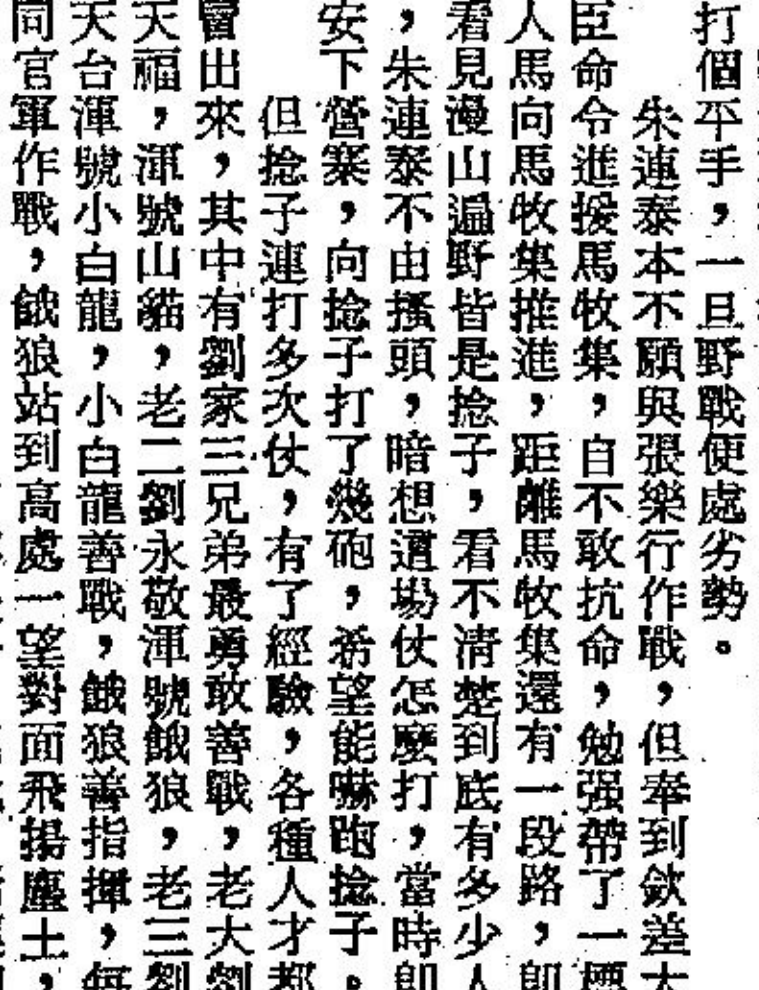 打個平手，一旦野戰便處劣勢。
朱連泰本不願與張樂行作戰，但奉到欽差大
臣命令進援馬牧集，自不敢抗命，勉强帶了一標
人馬向馬牧集推進，距離馬牧集還有一段路，卽
看見漫山遍野皆是捻子，看不清楚到底有多少人
，朱連泰不由搔頭，暗想這場仗怎麼打，當時卽
安下營寨，向捻子打了幾砲，希望能嚇跑捻子。
但捻子連打多次仗，有了經驗，各種人才都
冒出來，其中有劉家三兄弟最勇敢善戰，老大劉
天福，渾號山貓，老二劉永敬渾號餓狼，老三劉
天台渾號小白龍，小白龍善戰，餓狼善指揮，每
同官軍作戰，餓狼站到高處一望對面飛揚塵土，